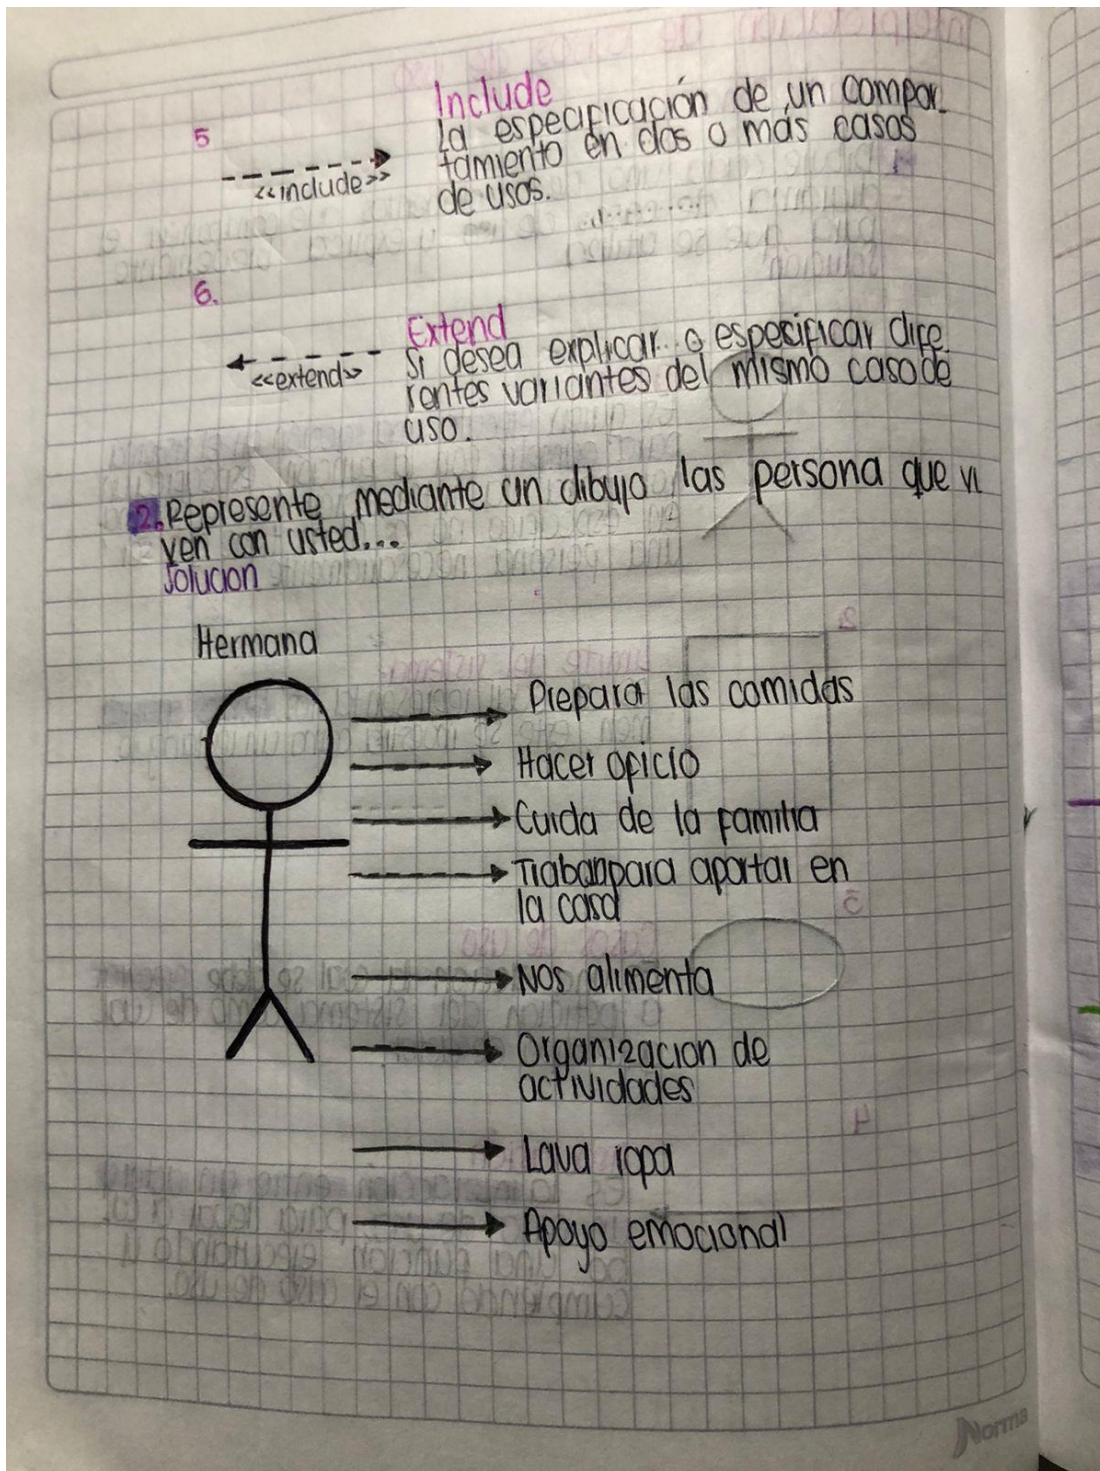 Include
La especificación de un compor-
tamiento en dos o más casos
de usos.
5
<<include>>
6.
Extend
Si desea explicar o especificar dife
rentes variantes del mismo caso de
uso.
<<extend>>
2. Represente mediante un dibujo las persona que vi
ven con usted...
Solucion
Hermana
Prepara las comidas
Hacer oficio
Cuida de la familia
para aportar en
la casa
Nos alimenta
Organizacion de
actividades
Lava ropa
Apoyo emocional
Norma